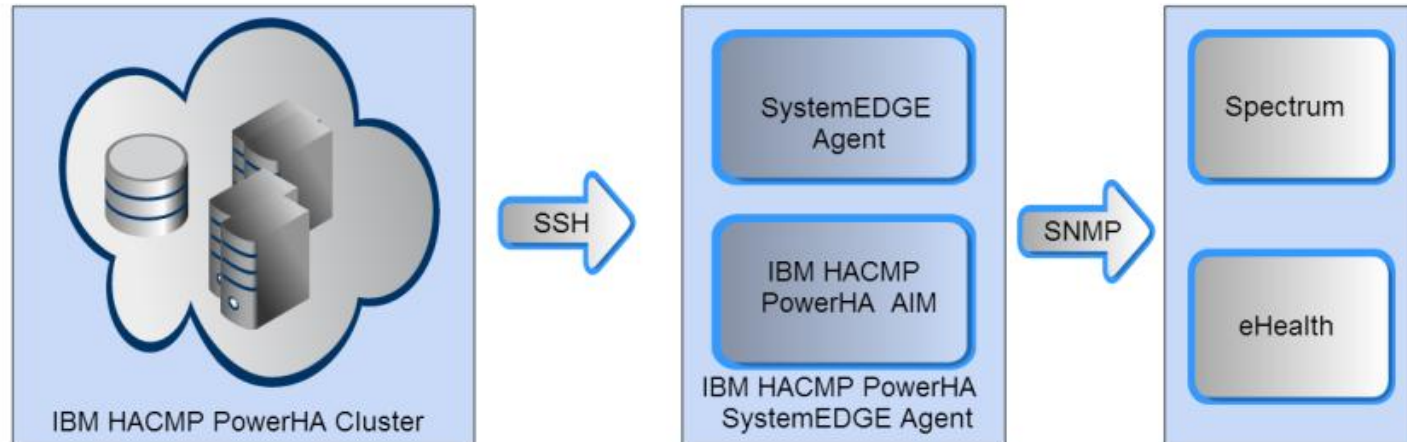 IBM HACMP PowerHA Cluster
SSH
SystemEDGE
Agent
IBM HACMP
PowerHA AIM
IBM HACMP PowerHA
SystemEDGE Agent
SNMP
Spectrum
eHealth